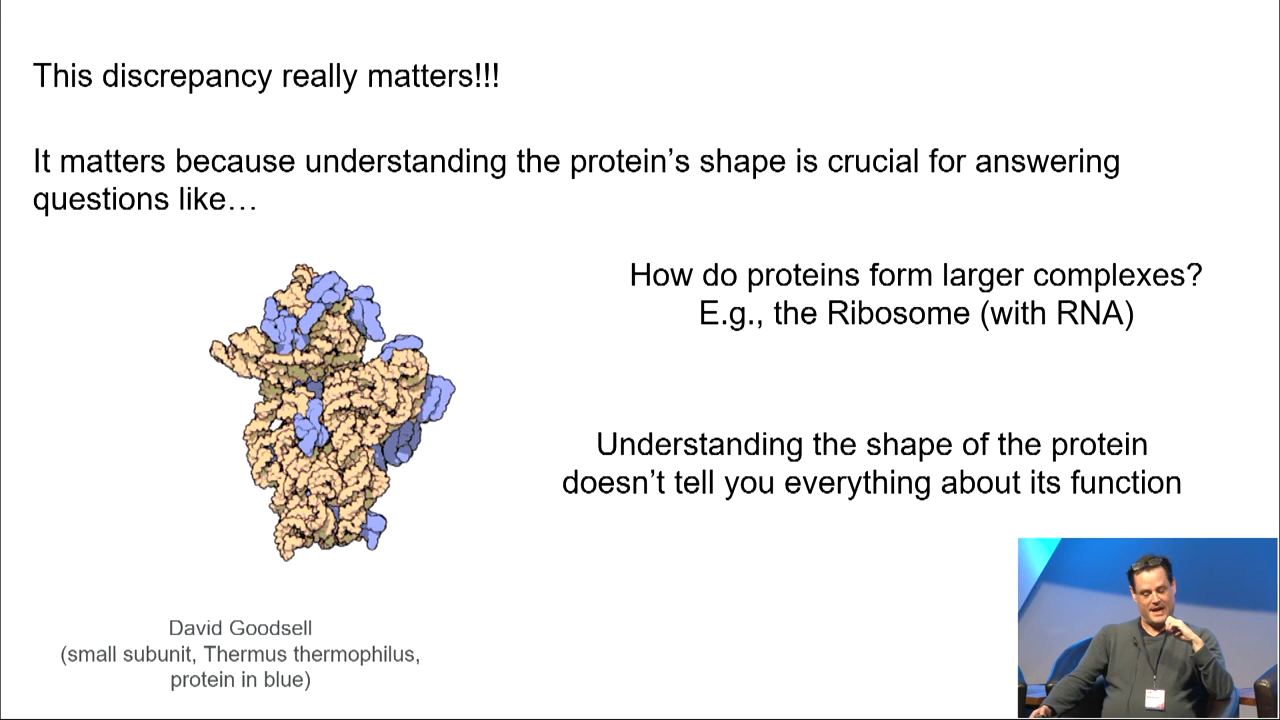 This discrepancy really matters!!!
It matters because understanding the protein’s shape is crucial for answering
questions like…
How do proteins form larger complexes?
E.g., the Ribosome (with RNA)
Understanding the shape of the protein
doesn’t tell you everything about its function
David Goodsell
(small subunit, Thermus thermophilus,
protein in blue)